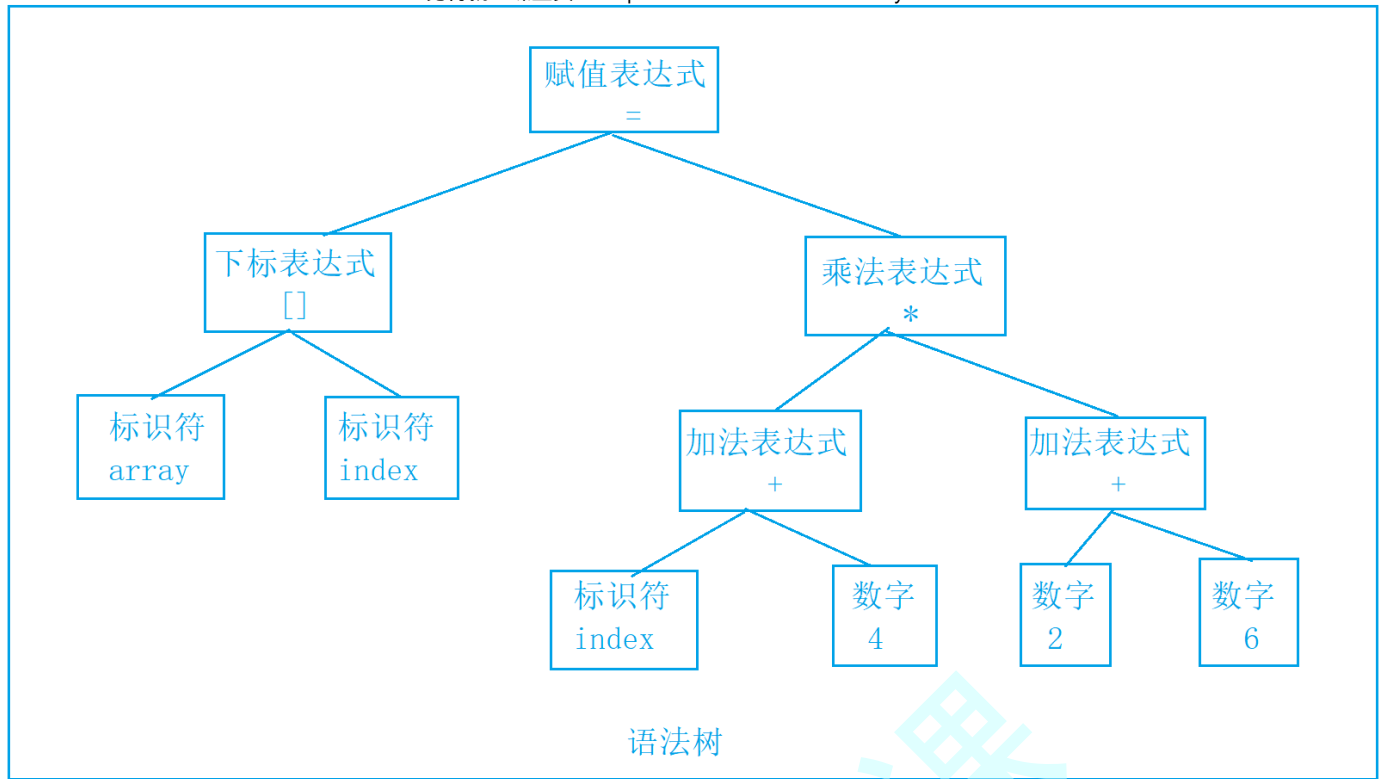 赋值表达式
=
下标表达式
[]
乘法表达式
*
标识符
array
标识符
index
加法表达式
+
加法表达式
+
标识符
index
数字
4
数字
2
数字
6
语法树